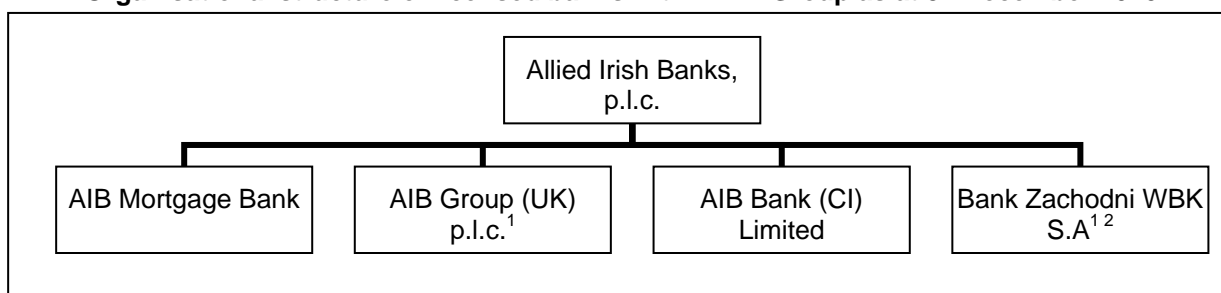 Allied Irish Banks,
p.l.c.
AIB Mortgage Bank
AIB Group (UK)
p.l.c.1
AIB Bank (CI)
Limited
Bank Zachodni WBK
S.A1 2